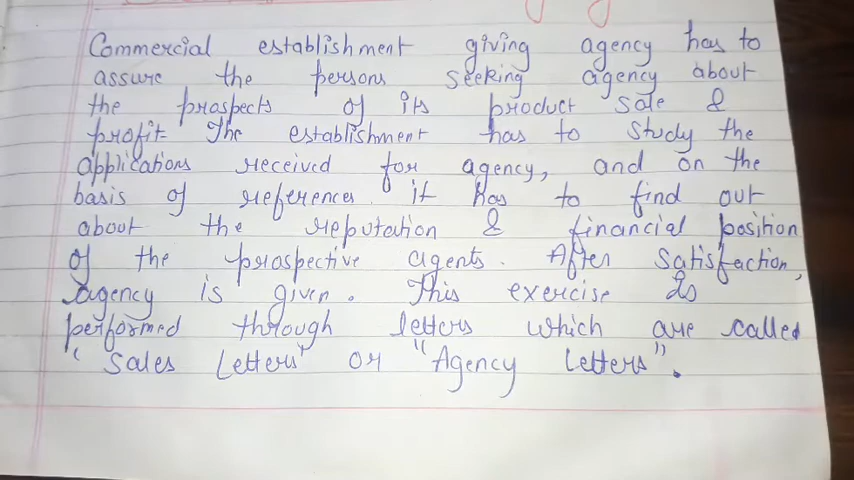 Commercial establishment giving agency has to
assure the persons seeking agency about
the prospects of its product sale &
profit. The establishment has to study the
applications received for agency, and on the
basis of references. it has to find out
about the reputation & financial position
of the prospective agents. After satisfaction,
agency is given. This exercise is
performed through letters which are called
"Sales Letters" or "Agency Letters".